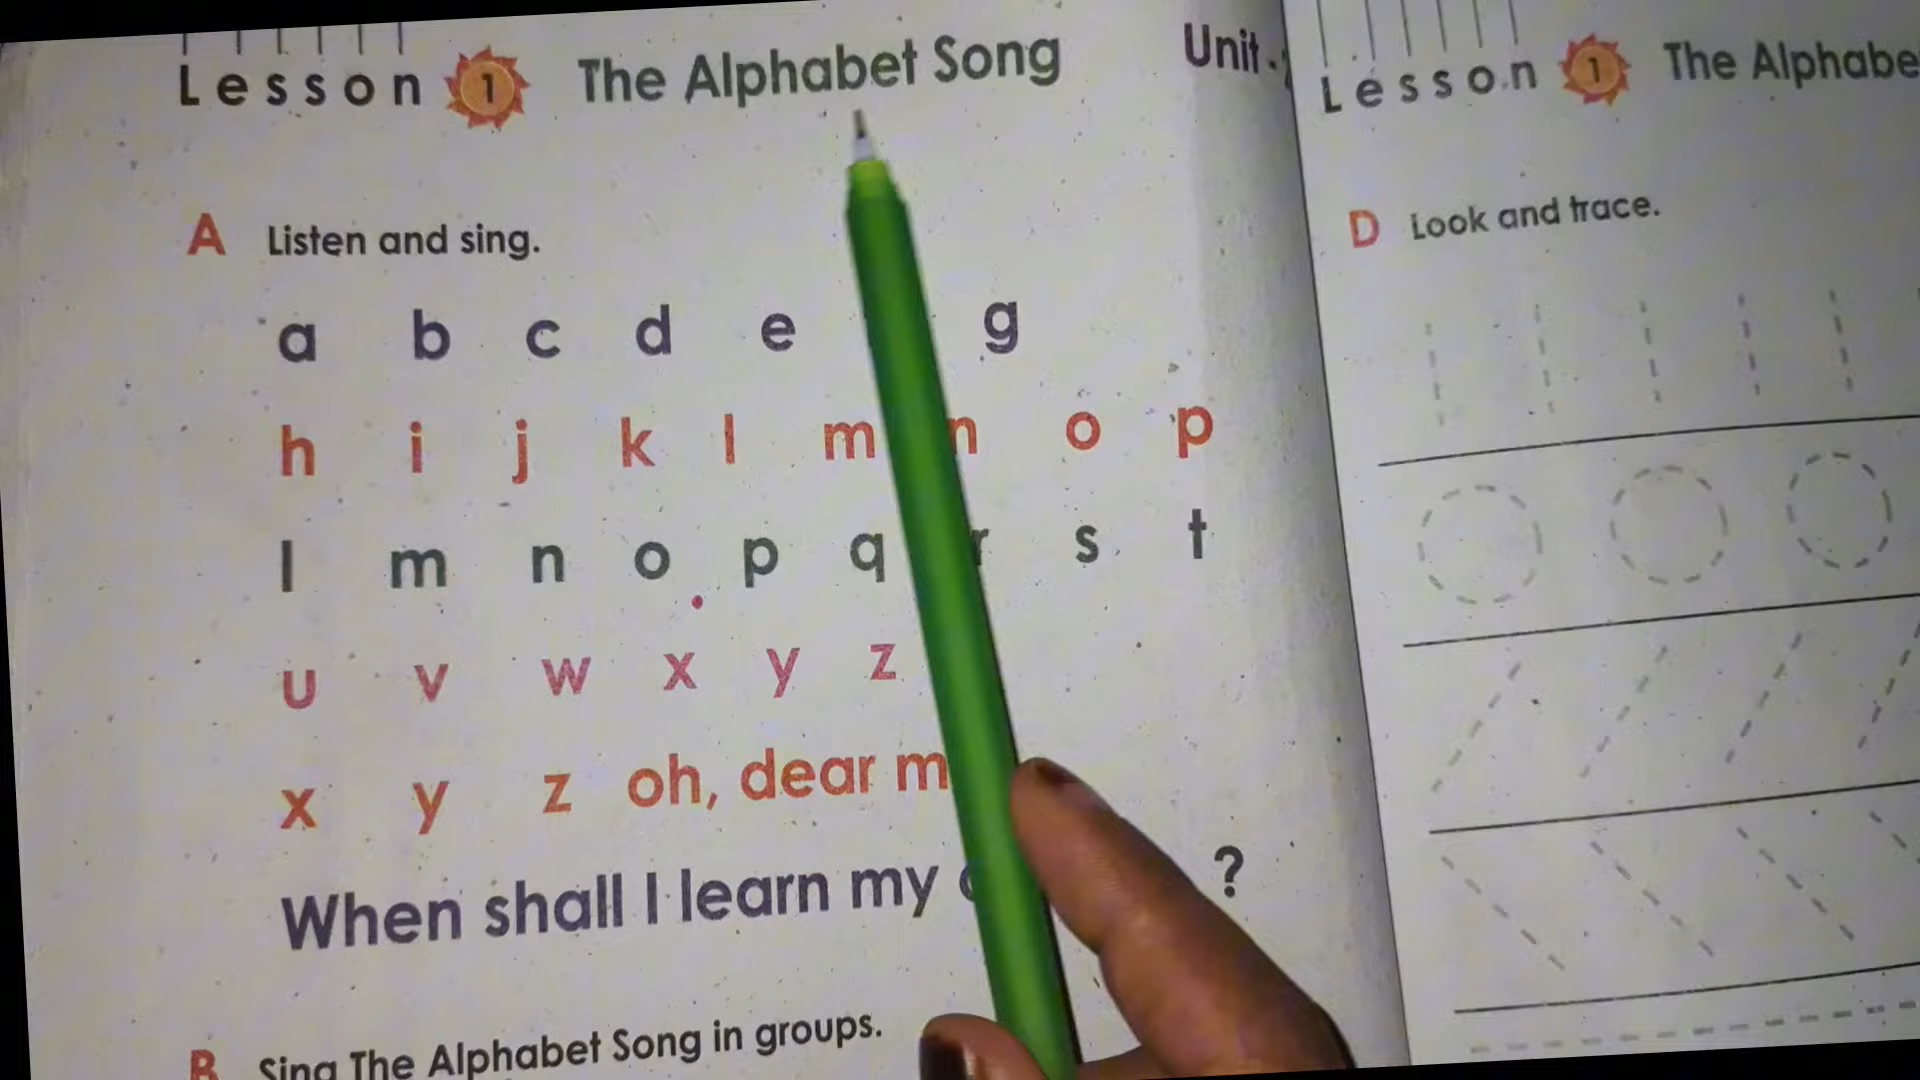 Lesson 1 The Alphabet Song Unit
A Listen and sing.
a b c d e g
h i j k l m n o p
l m n o p q r s t
u v w x y z
x y z oh, dear
When shall I learn my ?
B Sing The Alphabet Song in groups.
Lesson 1 The
D Look and trace.